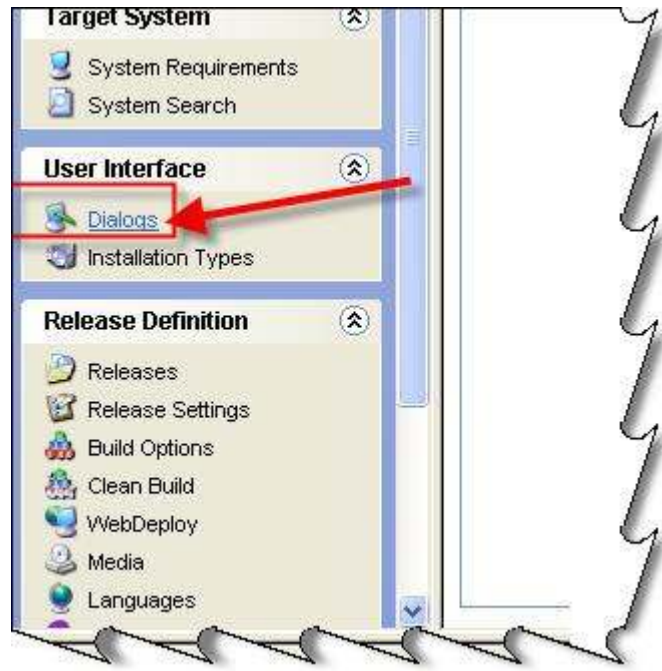 Target System
System Requirements
System Search
User Interface
Dialogs
Installation Types
Release Definition
Releases
Release Settings
Build Options
Clean Build
WebDeploy
Media
Languages